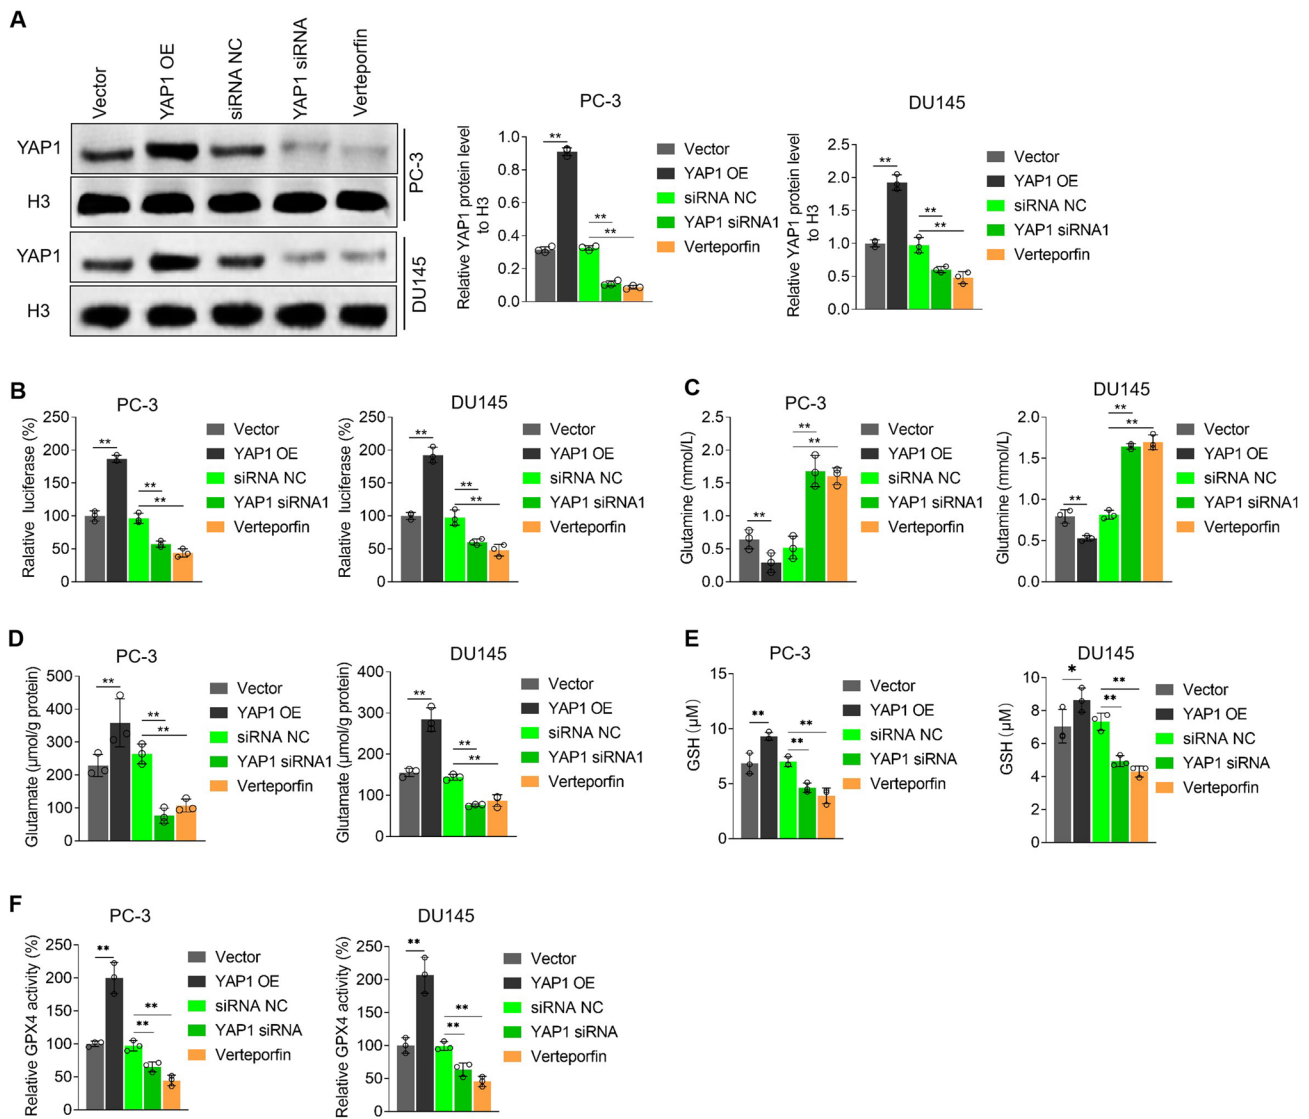 A
Vector
YAP1 OE
siRNA NC
YAP1 siRNA
Verteporfin
YAP1
H3
PC-3
YAP1
H3
DU145
PC-3
Relative YAP1 protein level
to H3
1.0
0.8
0.6
0.4
0.2
0.0
**
**
**
Vector
YAP1 OE
siRNA NC
YAP1 siRNA1
Verteporfin
DU145
Relative YAP1 protein level
to H3
2.5
2.0
1.5
1.0
0.5
0.0
**
**
**
Vector
YAP1 OE
siRNA NC
YAP1 siRNA1
Verteporfin
B
PC-3
Ralative luciferase (%)
250
200
150
100
50
0
**
**
**
Vector
YAP1 OE
siRNA NC
YAP1 siRNA1
Verteporfin
DU145
Ralative luciferase (%)
250
200
150
100
50
0
**
**
**
Vector
YAP1 OE
siRNA NC
YAP1 siRNA1
Verteporfin
C
PC-3
Glutamine (mmol/L)
2.5
2.0
1.5
1.0
0.5
0.0
**
**
**
Vector
YAP1 OE
siRNA NC
YAP1 siRNA1
Verteporfin
DU145
Glutamine (mmol/L)
2.0
1.5
1.0
0.5
0.0
**
**
**
Vector
YAP1 OE
siRNA NC
YAP1 siRNA1
Verteporfin
D
PC-3
Glutamate (μmol/g protein)
500
400
300
200
100
0
**
**
**
Vector
YAP1 OE
siRNA NC
YAP1 siRNA1
Verteporfin
DU145
Glutamate (μmol/g protein)
400
300
200
100
0
**
**
**
Vector
YAP1 OE
siRNA NC
YAP1 siRNA1
Verteporfin
E
PC-3
GSH (μM)
15
10
5
0
**
**
**
Vector
YAP1 OE
siRNA NC
YAP1 siRNA
Verteporfin
DU145
GSH (μM)
10
8
6
4
2
0
*
**
**
Vector
YAP1 OE
siRNA NC
YAP1 siRNA
Verteporfin
F
PC-3
Relative GPX4 activity (%)
250
200
150
100
50
0
**
**
**
Vector
YAP1 OE
siRNA NC
YAP1 siRNA
Verteporfin
DU145
Relative GPX4 activity (%)
250
200
150
100
50
0
**
**
**
Vector
YAP1 OE
siRNA NC
YAP1 siRNA
Verteporfin